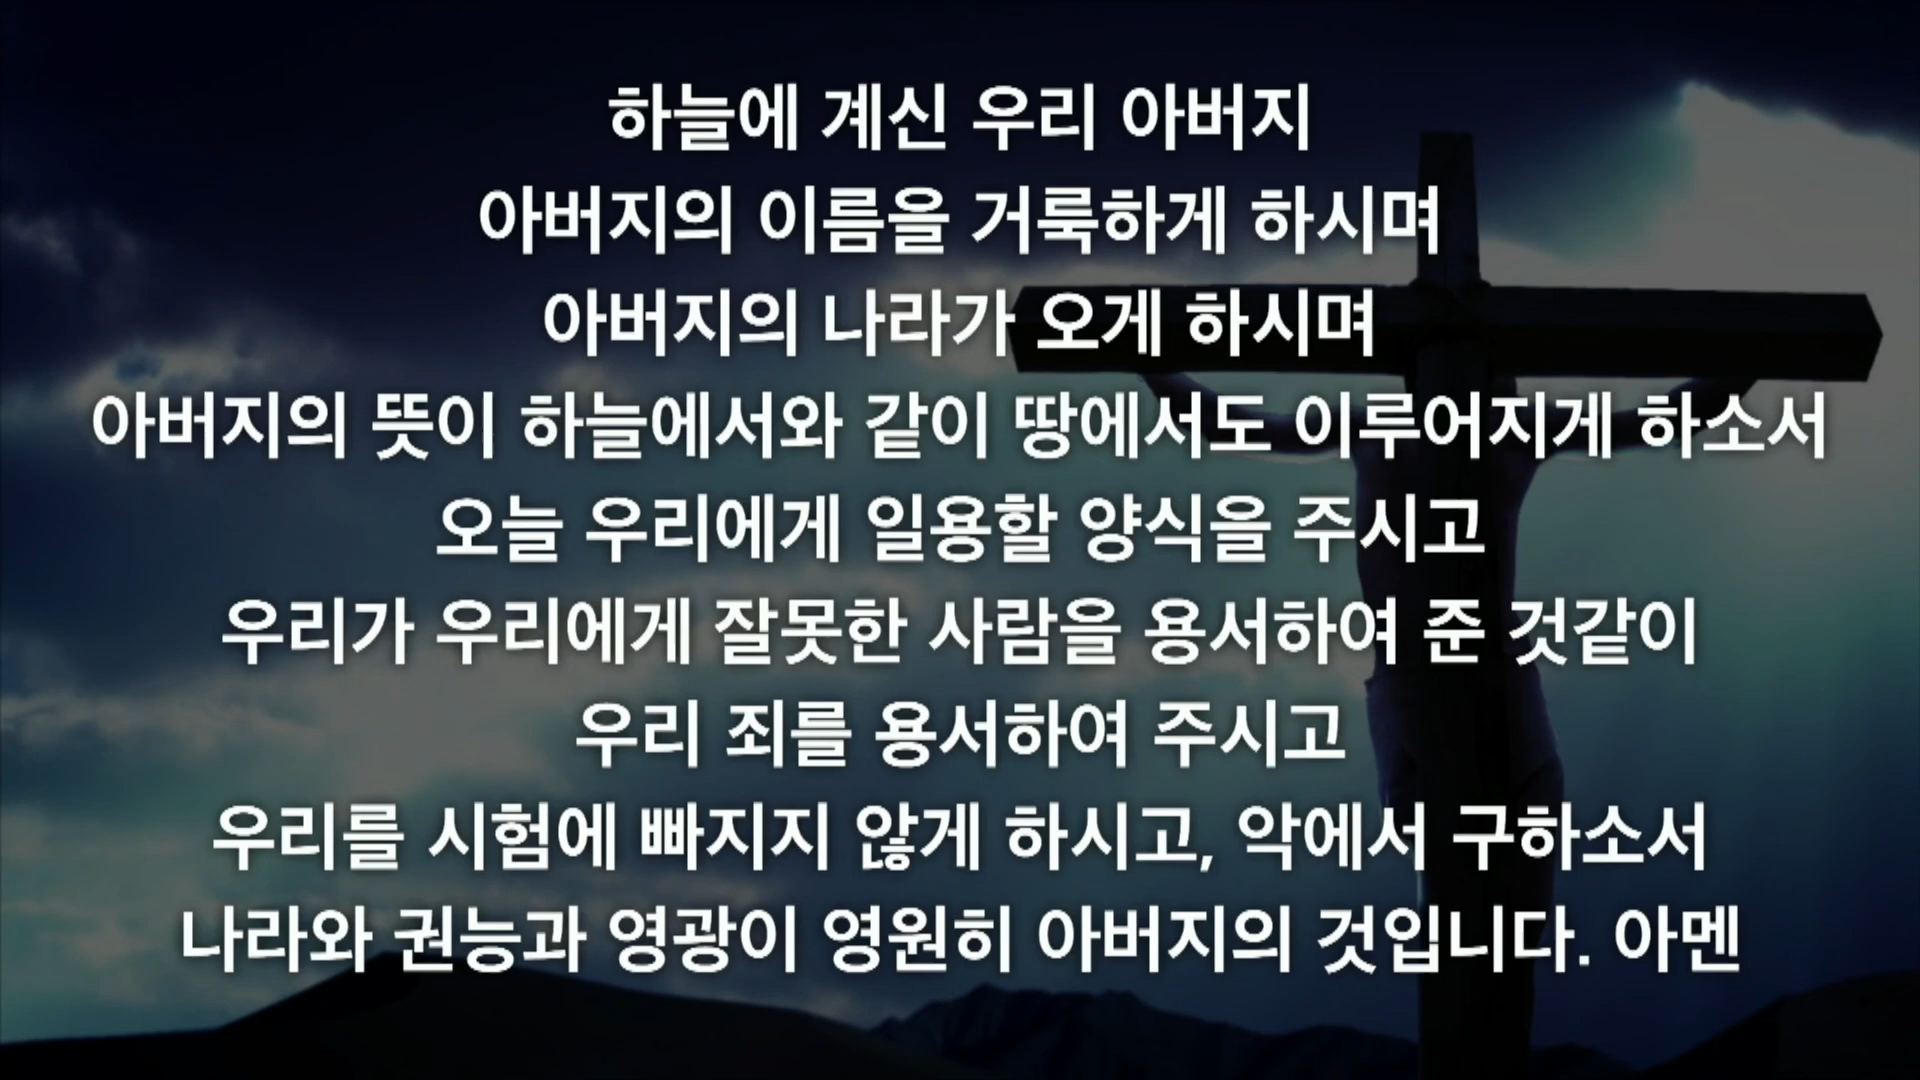 하늘에 계신 우리 아버지
아버지의 이름을 거룩하게 하시며
아버지의 나라가 오게 하시며
아버지의 뜻이 하늘에서와 같이 땅에서도 이루어지게 하소서
오늘 우리에게 일용할 양식을 주시고
우리가 우리에게 잘못한 사람을 용서하여 준 것같이
우리 죄를 용서하여 주시고
우리를 시험에 빠지지 않게 하시고, 악에서 구하소서
나라와 권능과 영광이 영원히 아버지의 것입니다. 아멘